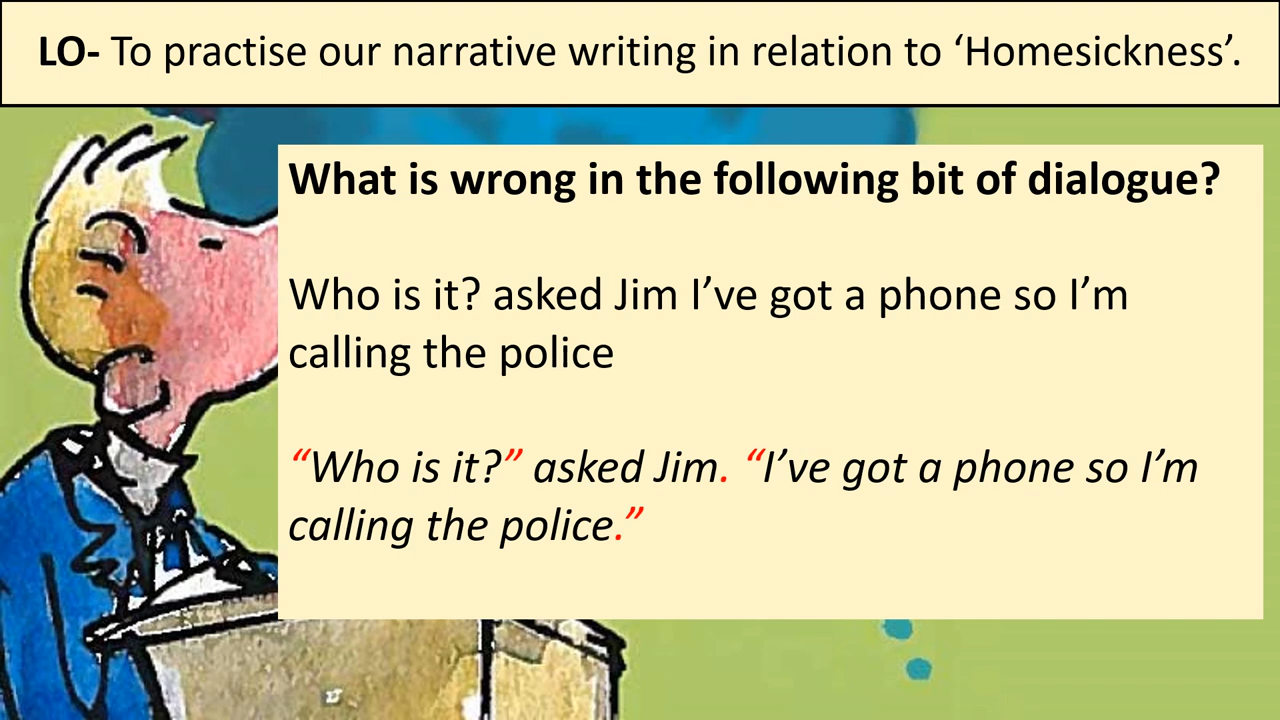 LO- To practise our narrative writing in relation to ‘Homesickness’.
What is wrong in the following bit of dialogue?
Who is it? asked Jim I’ve got a phone so I’m
calling the police
“Who is it?” asked Jim. “I’ve got a phone so I’m
calling the police.”